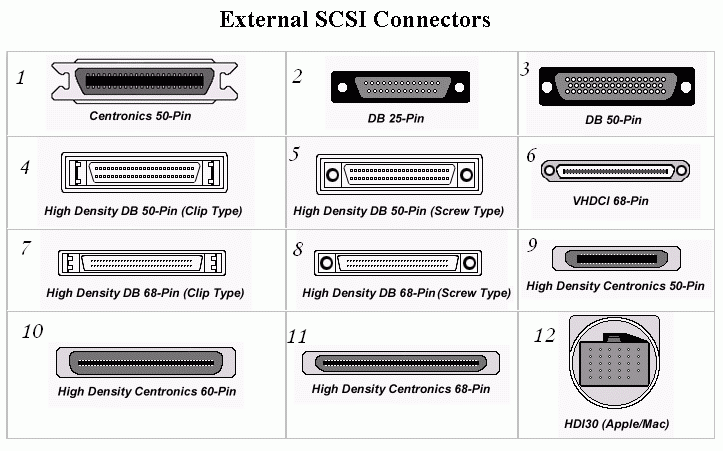 External SCSI Connectors
1
Centronics 50-Pin
2
DB 25-Pin
3
DB 50-Pin
4
High Density DB 50-Pin (Clip Type)
5
High Density DB 50-Pin (Screw Type)
6
VHDCI 68-Pin
7
High Density DB 68-Pin (Clip Type)
8
High Density DB 68-Pin (Screw Type)
9
High Density Centronics 50-Pin
10
High Density Centronics 60-Pin
11
High Density Centronics 68-Pin
12
HDI30 (Apple/Mac)